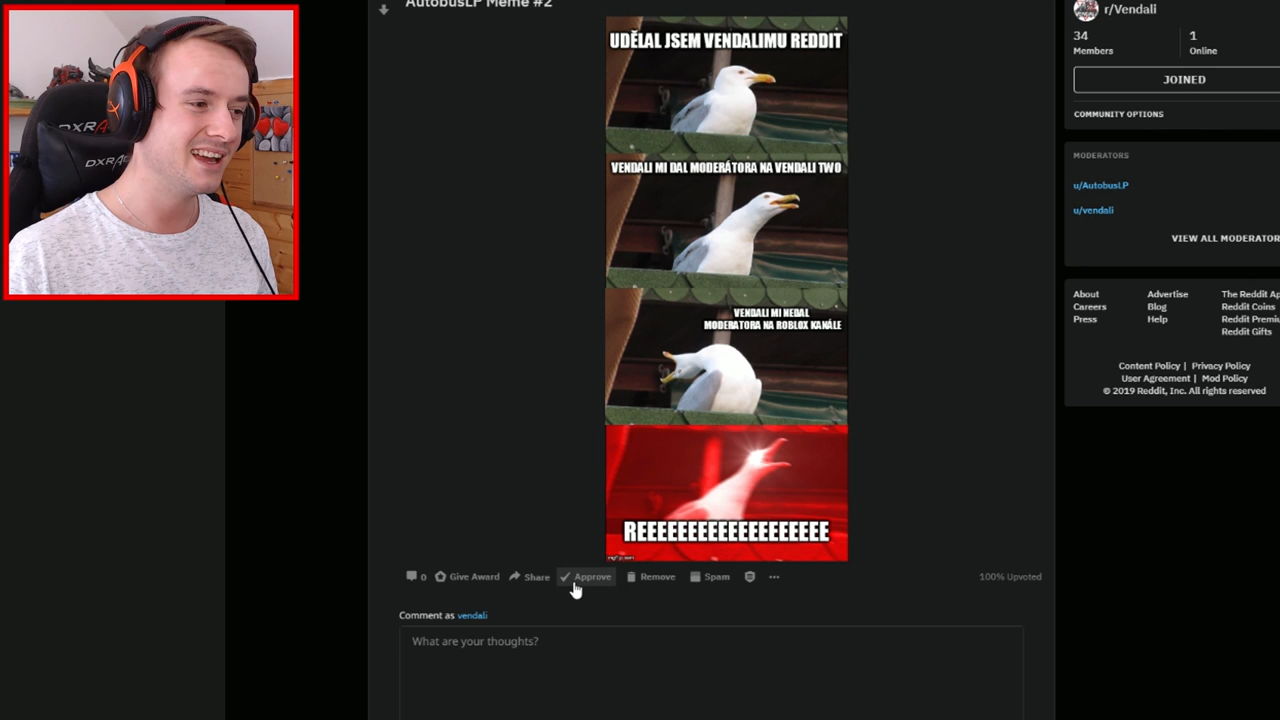 AutobusLP Meme #2
UDĚLAL JSEM VENDALIMU REDDIT
VENDALI MI DAL MODERÁTORA NA VENDALI TWO
VENDALI MI NEDAL
MODERATORA NA ROBLOX KANÁLE
REEEEEEEEEEEEEEEEEEE
0 Give Award Share Approve Remove Spam
100% Upvoted
Comment as vendali
What are your thoughts?
r/Vendali
34 1
Members Online
JOINED
COMMUNITY OPTIONS
MODERATORS
u/AutobusLP
u/vendali
VIEW ALL MODERATOR
About Advertise The Reddit Ap
Careers Blog Reddit Coins
Press Help Reddit Premiu
Reddit Gifts
Content Policy | Privacy Policy
User Agreement | Mod Policy
© 2019 Reddit, Inc. All rights reserved
DXRA
DXRA